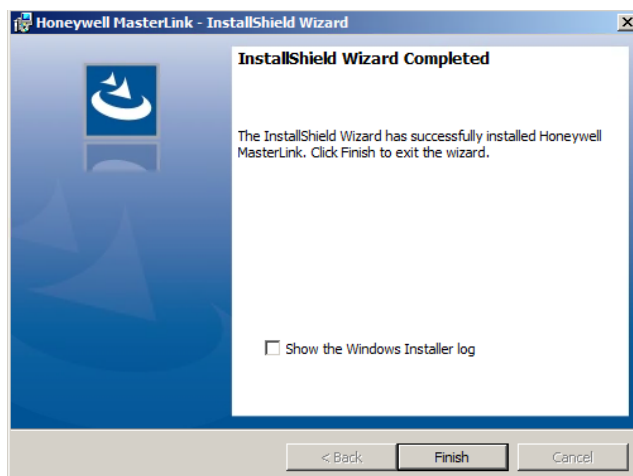 Honeywell MasterLink - InstallShield Wizard
InstallShield Wizard Completed
The InstallShield Wizard has successfully installed Honeywell
MasterLink. Click Finish to exit the wizard.
Show the Windows Installer log
< Back
Finish
Cancel